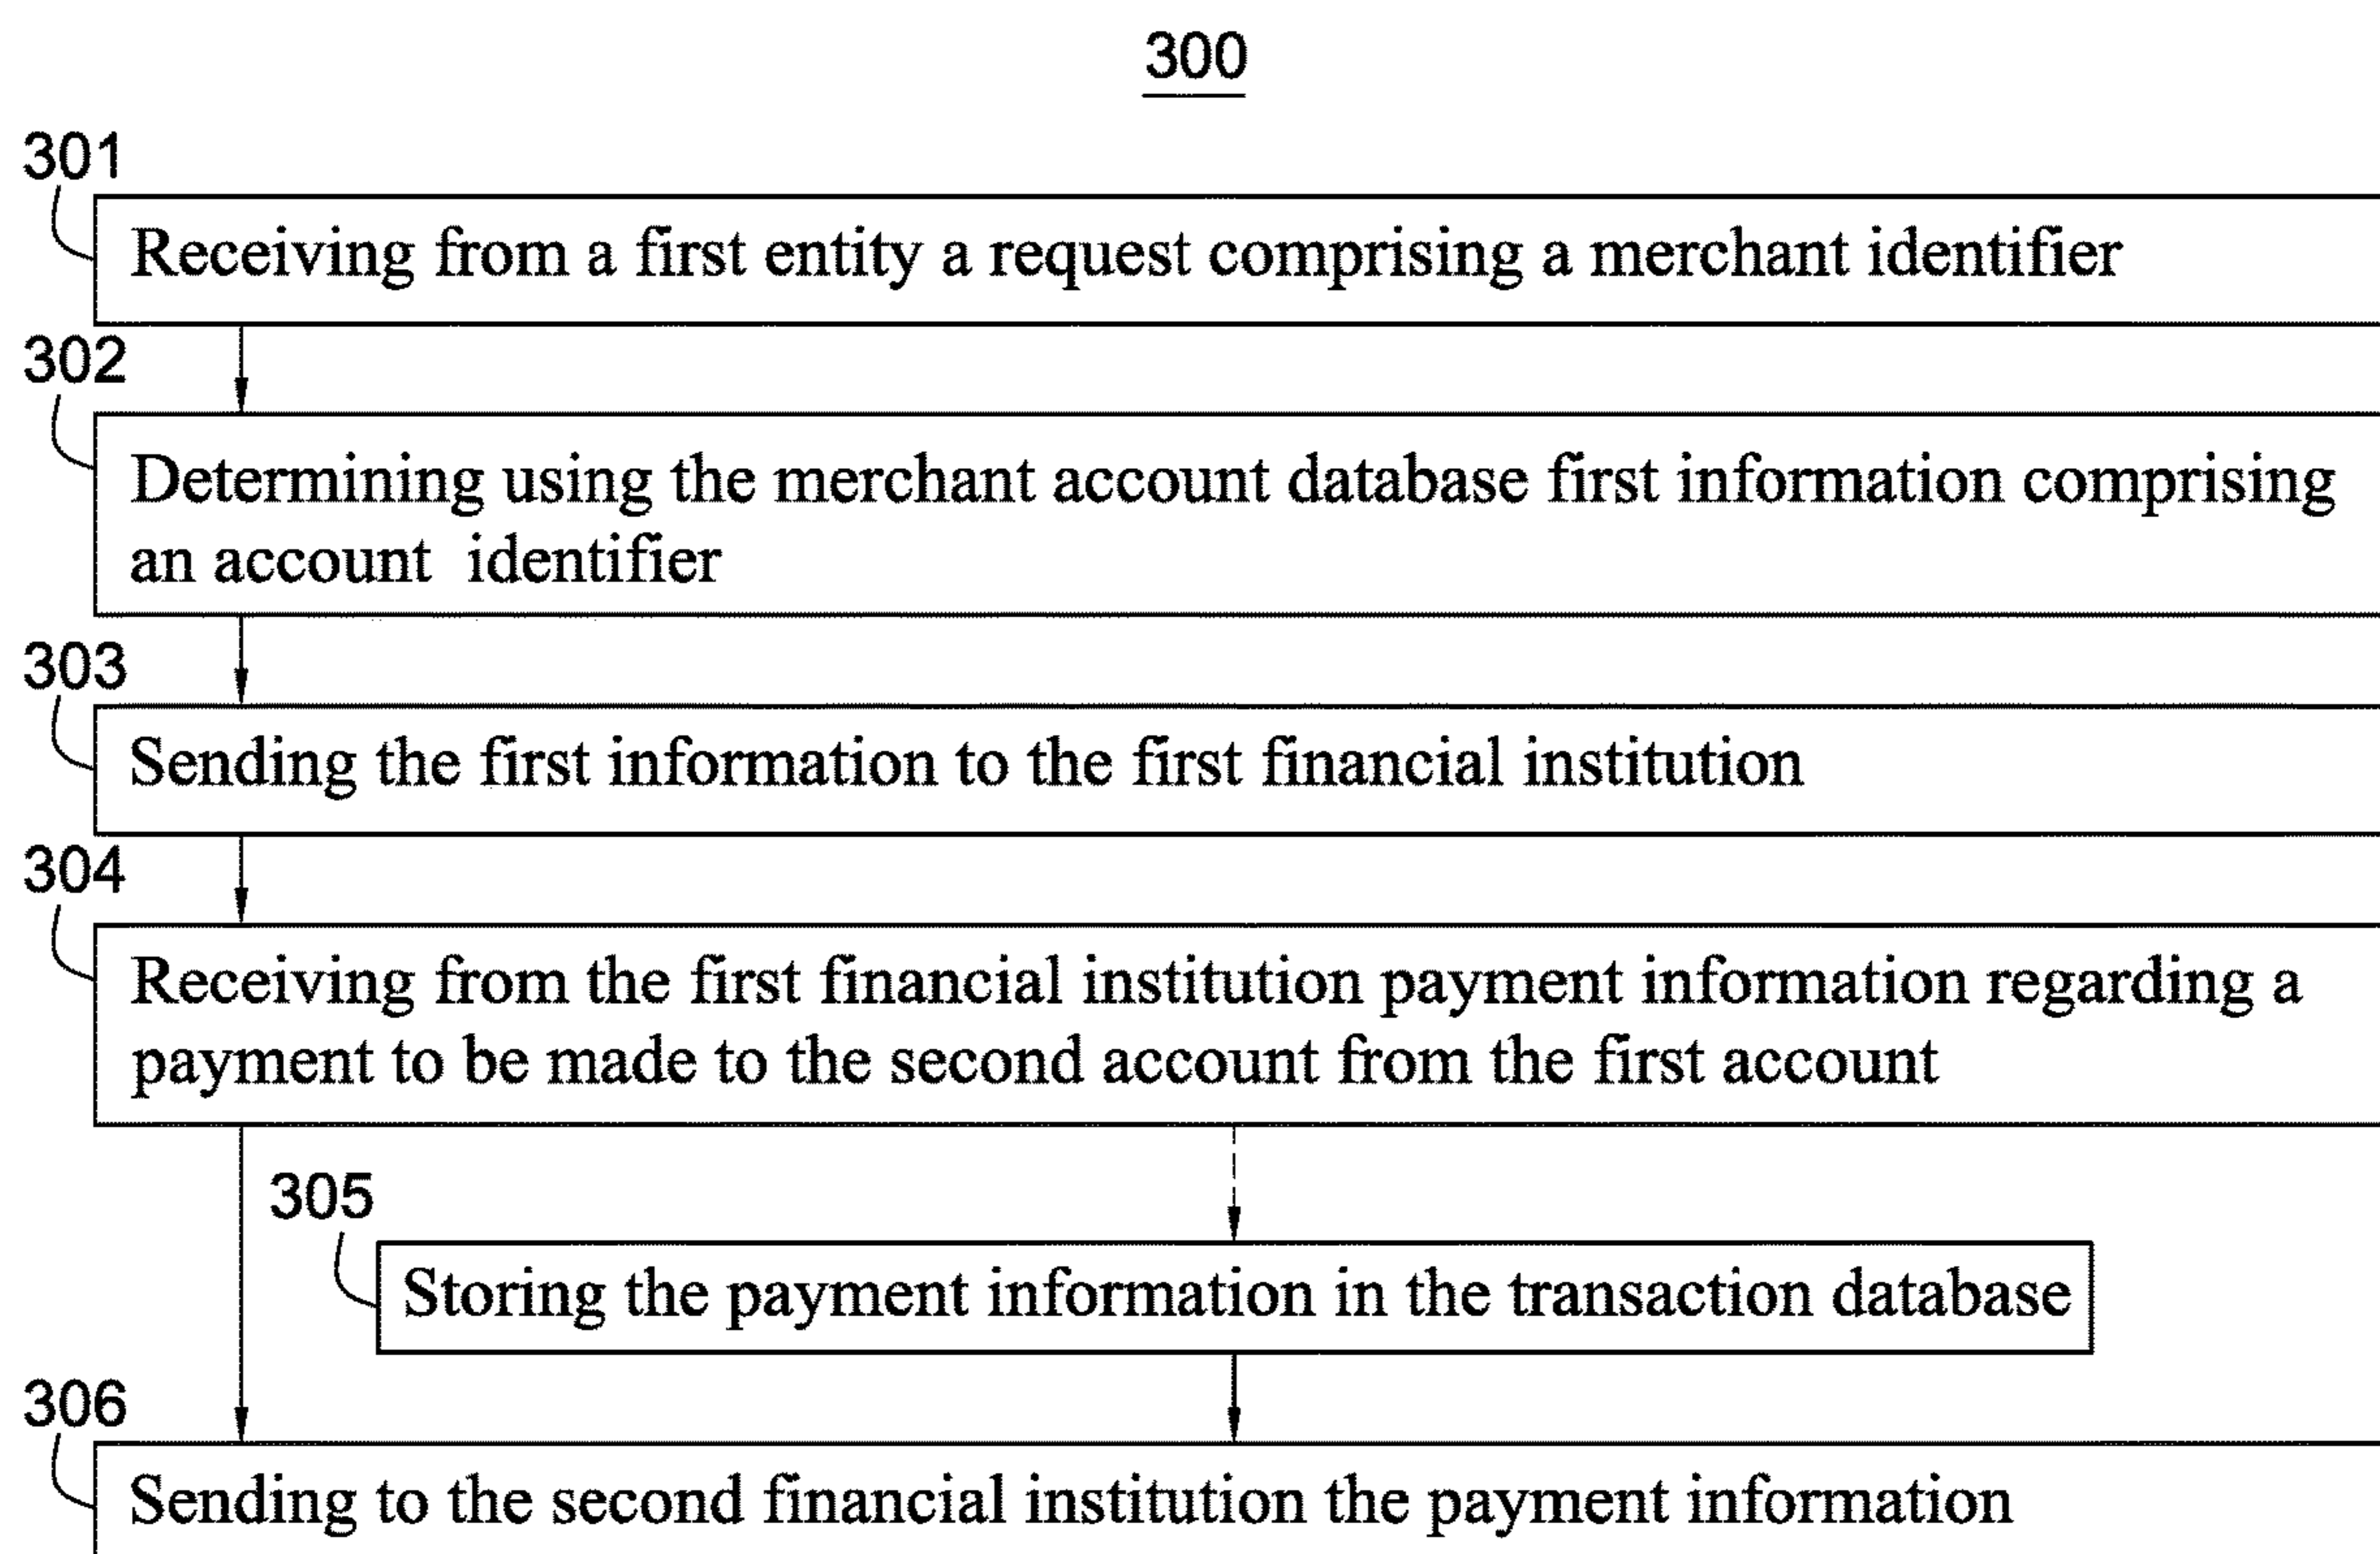 300
301
Receiving from a first entity a request comprising a merchant identifier
302
Determining using the merchant account database first information comprising
an account identifier
303
Sending the first information to the first financial institution
304
Receiving from the first financial institution payment information regarding a
payment to be made to the second account from the first account
305
Storing the payment information in the transaction database
306
Sending to the second financial institution the payment information